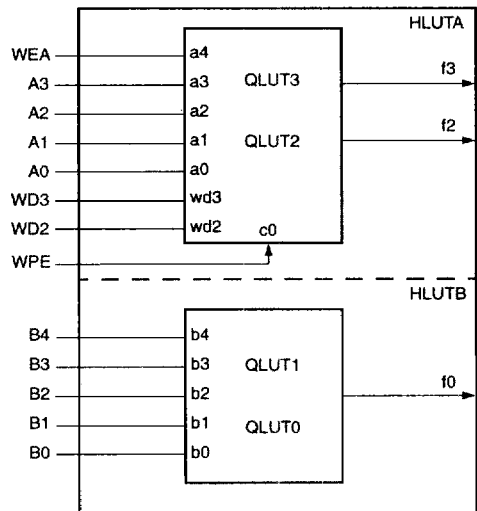 HLUTA
WEA a4
A3 a3 QLUT3 f3
A2 a2
A1 a1 QLUT2 f2
A0 a0
WD3 wd3
WD2 wd2
c0
WPE
HLUTB
B4 b4
B3 b3 QLUT1
B2 b2 f0
B1 b1 QLUT0
B0 b0